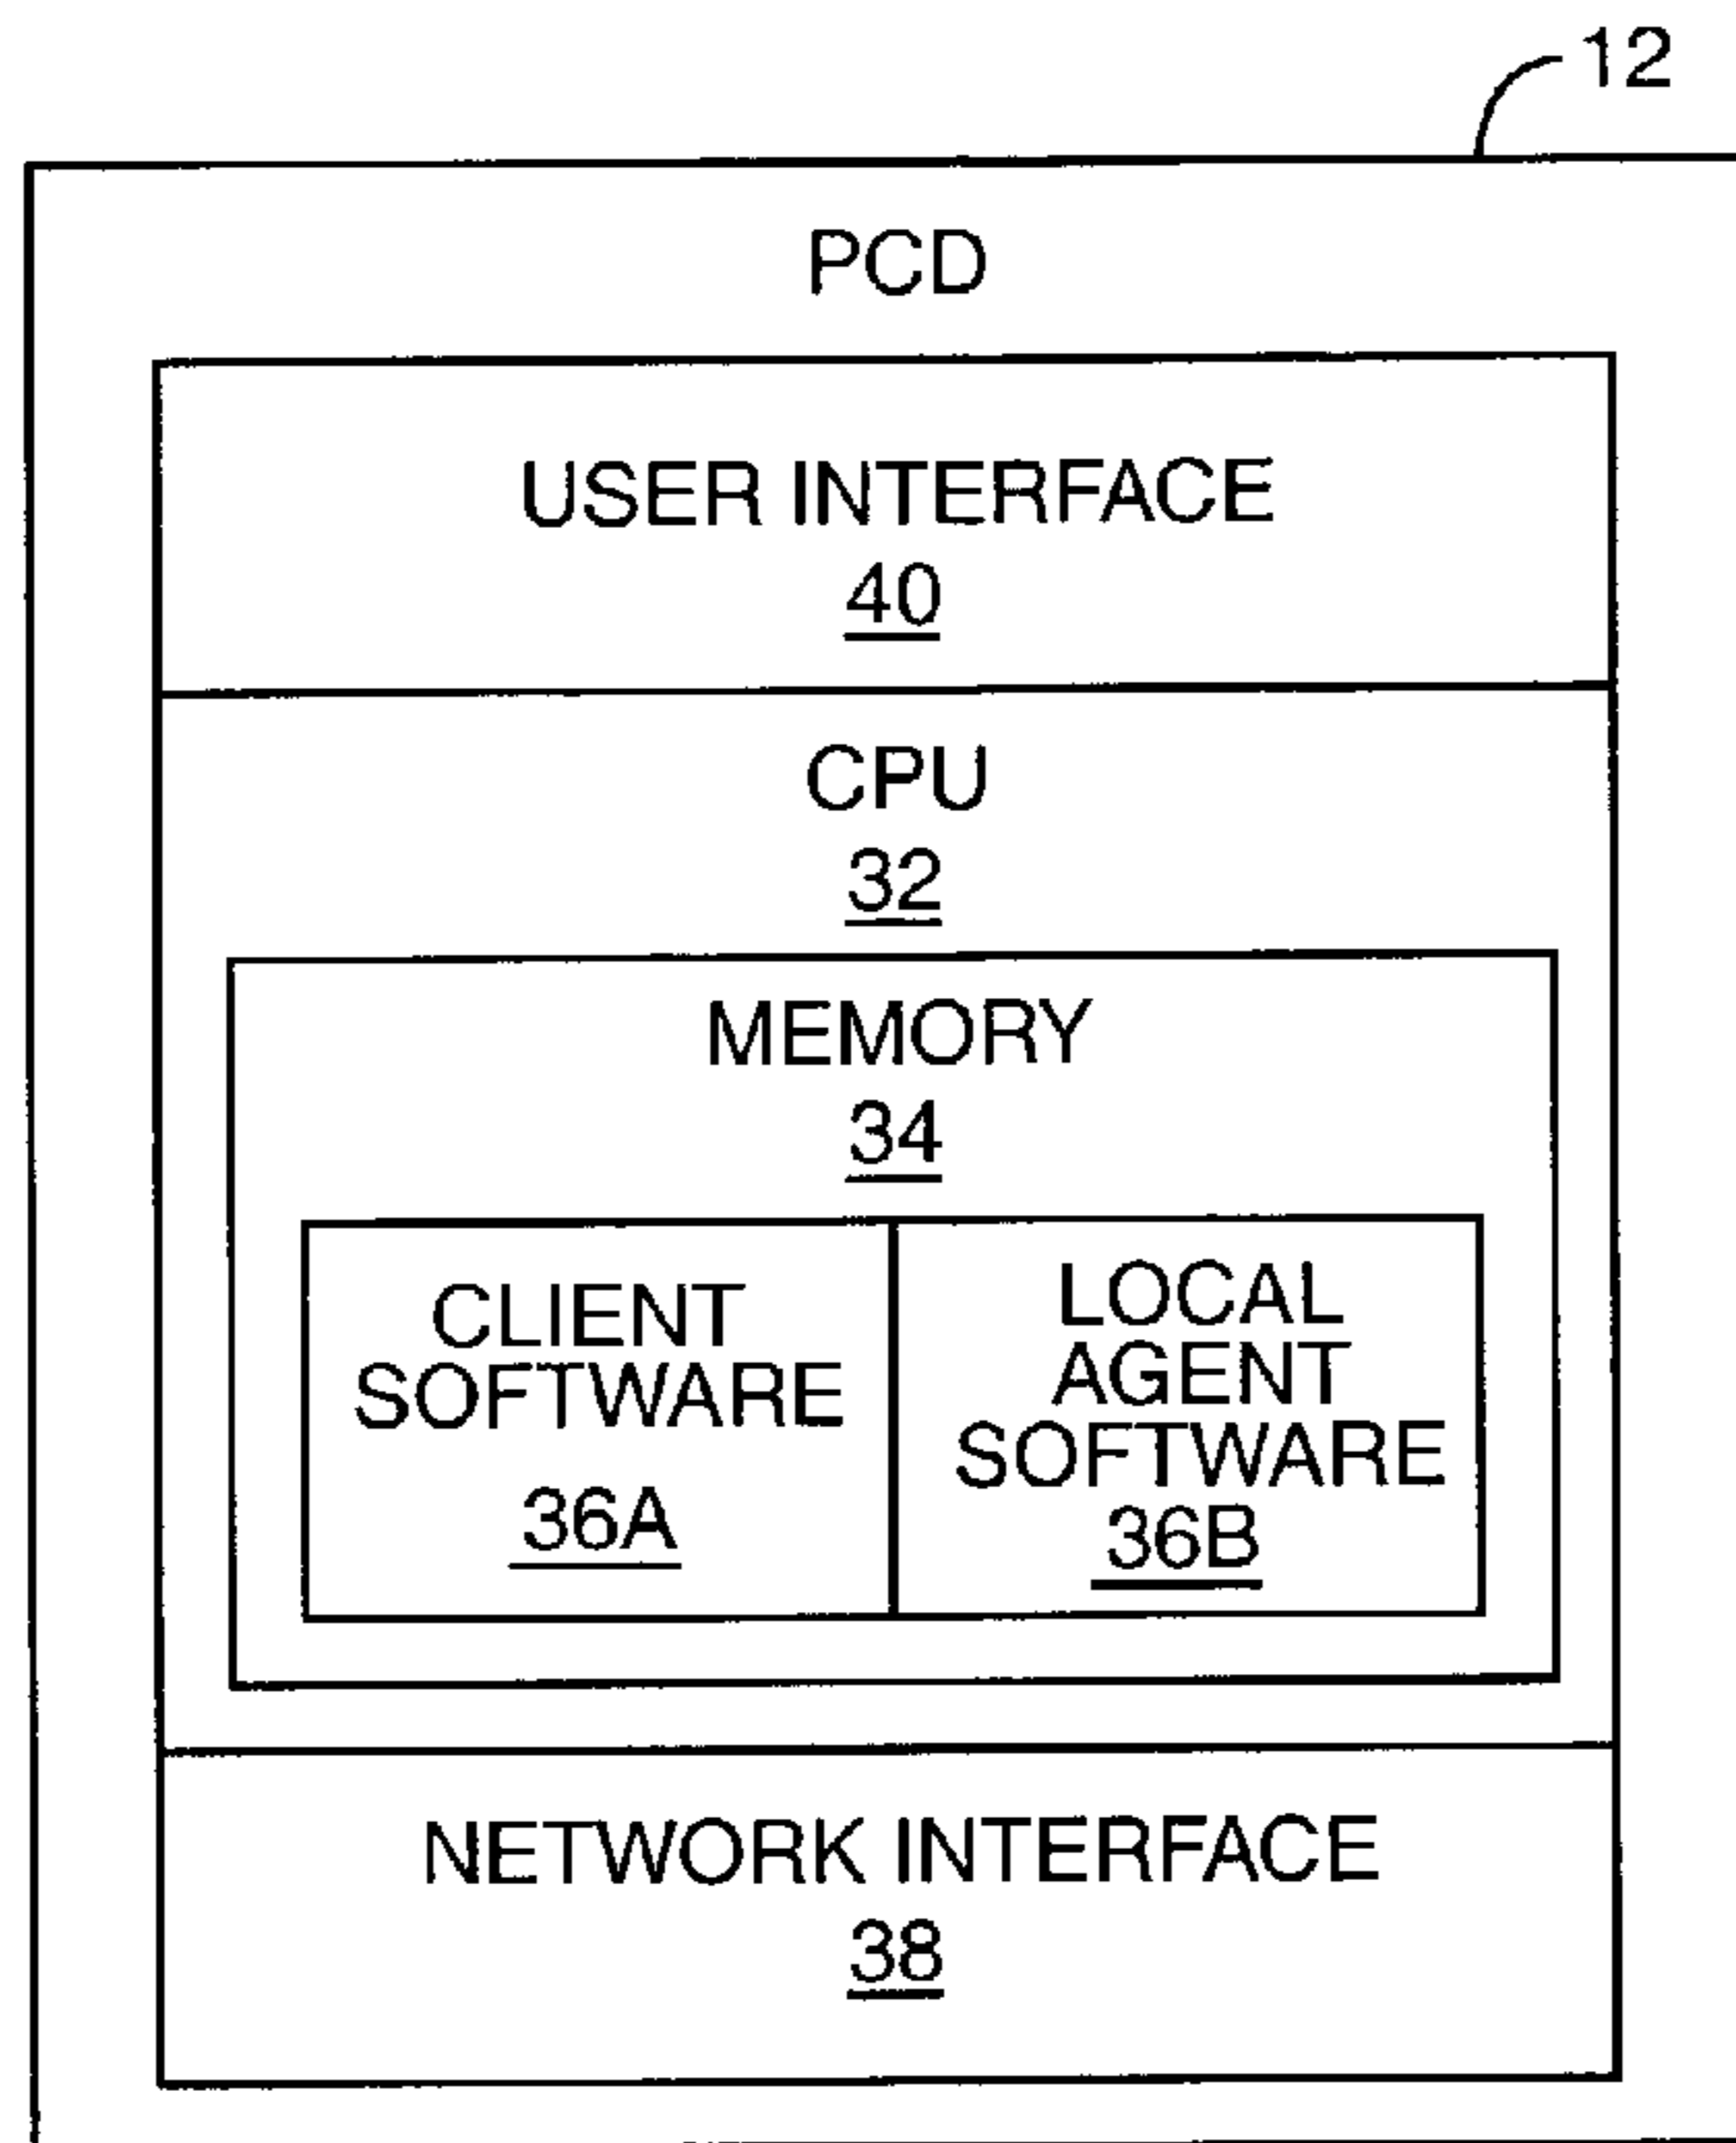 12
PCD
USER INTERFACE
40
CPU
32
MEMORY
34
CLIENT
SOFTWARE
36A
LOCAL
AGENT
SOFTWARE
36B
NETWORK INTERFACE
38